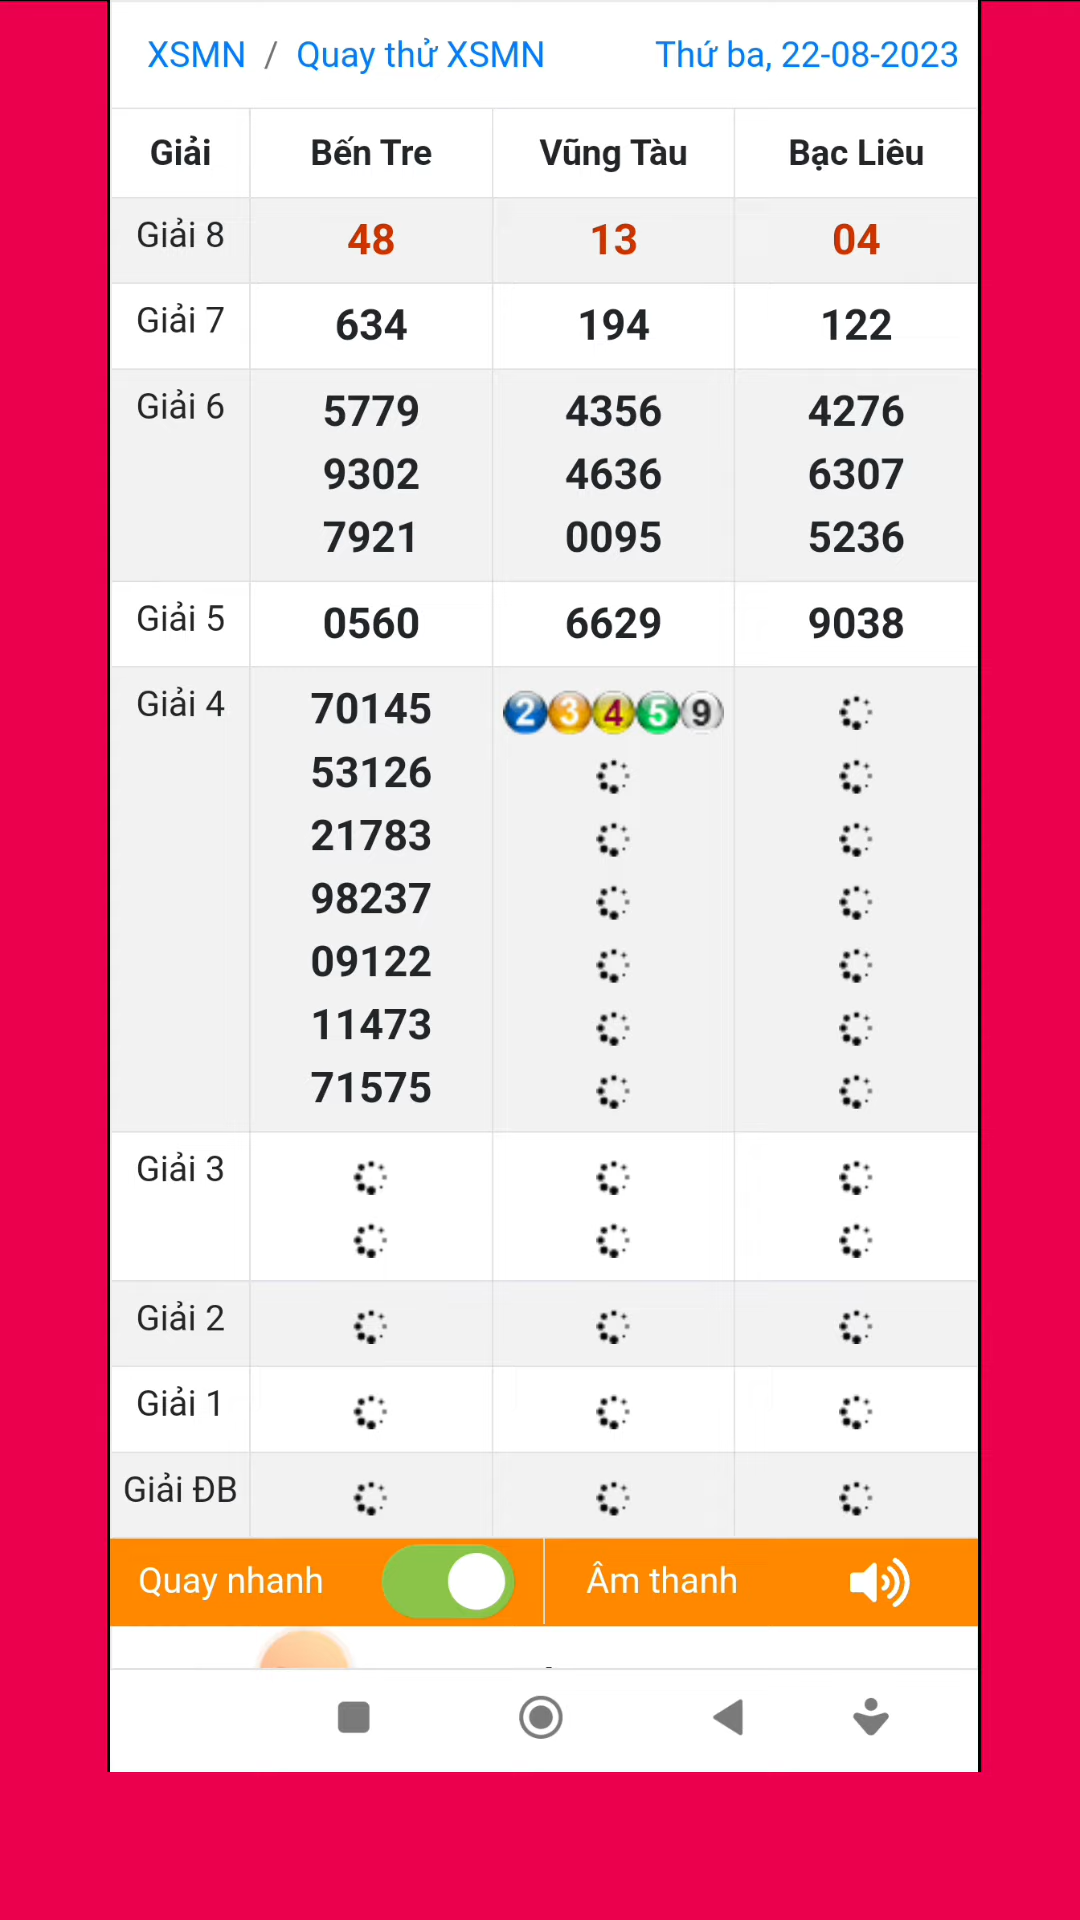 XSMN / Quay thử XSMN Thứ ba, 22-08-2023
Giải Bến Tre Vũng Tàu Bạc Liêu
Giải 8 48 13 04
Giải 7 634 194 122
Giải 6 5779 4356 4276
9302 4636 6307
7921 0095 5236
Giải 5 0560 6629 9038
Giải 4 70145 2 3 4 5 9
53126
21783
98237
09122
11473
71575
Giải 3
Giải 2
Giải 1
Giải ĐB
Quay nhanh Âm thanh